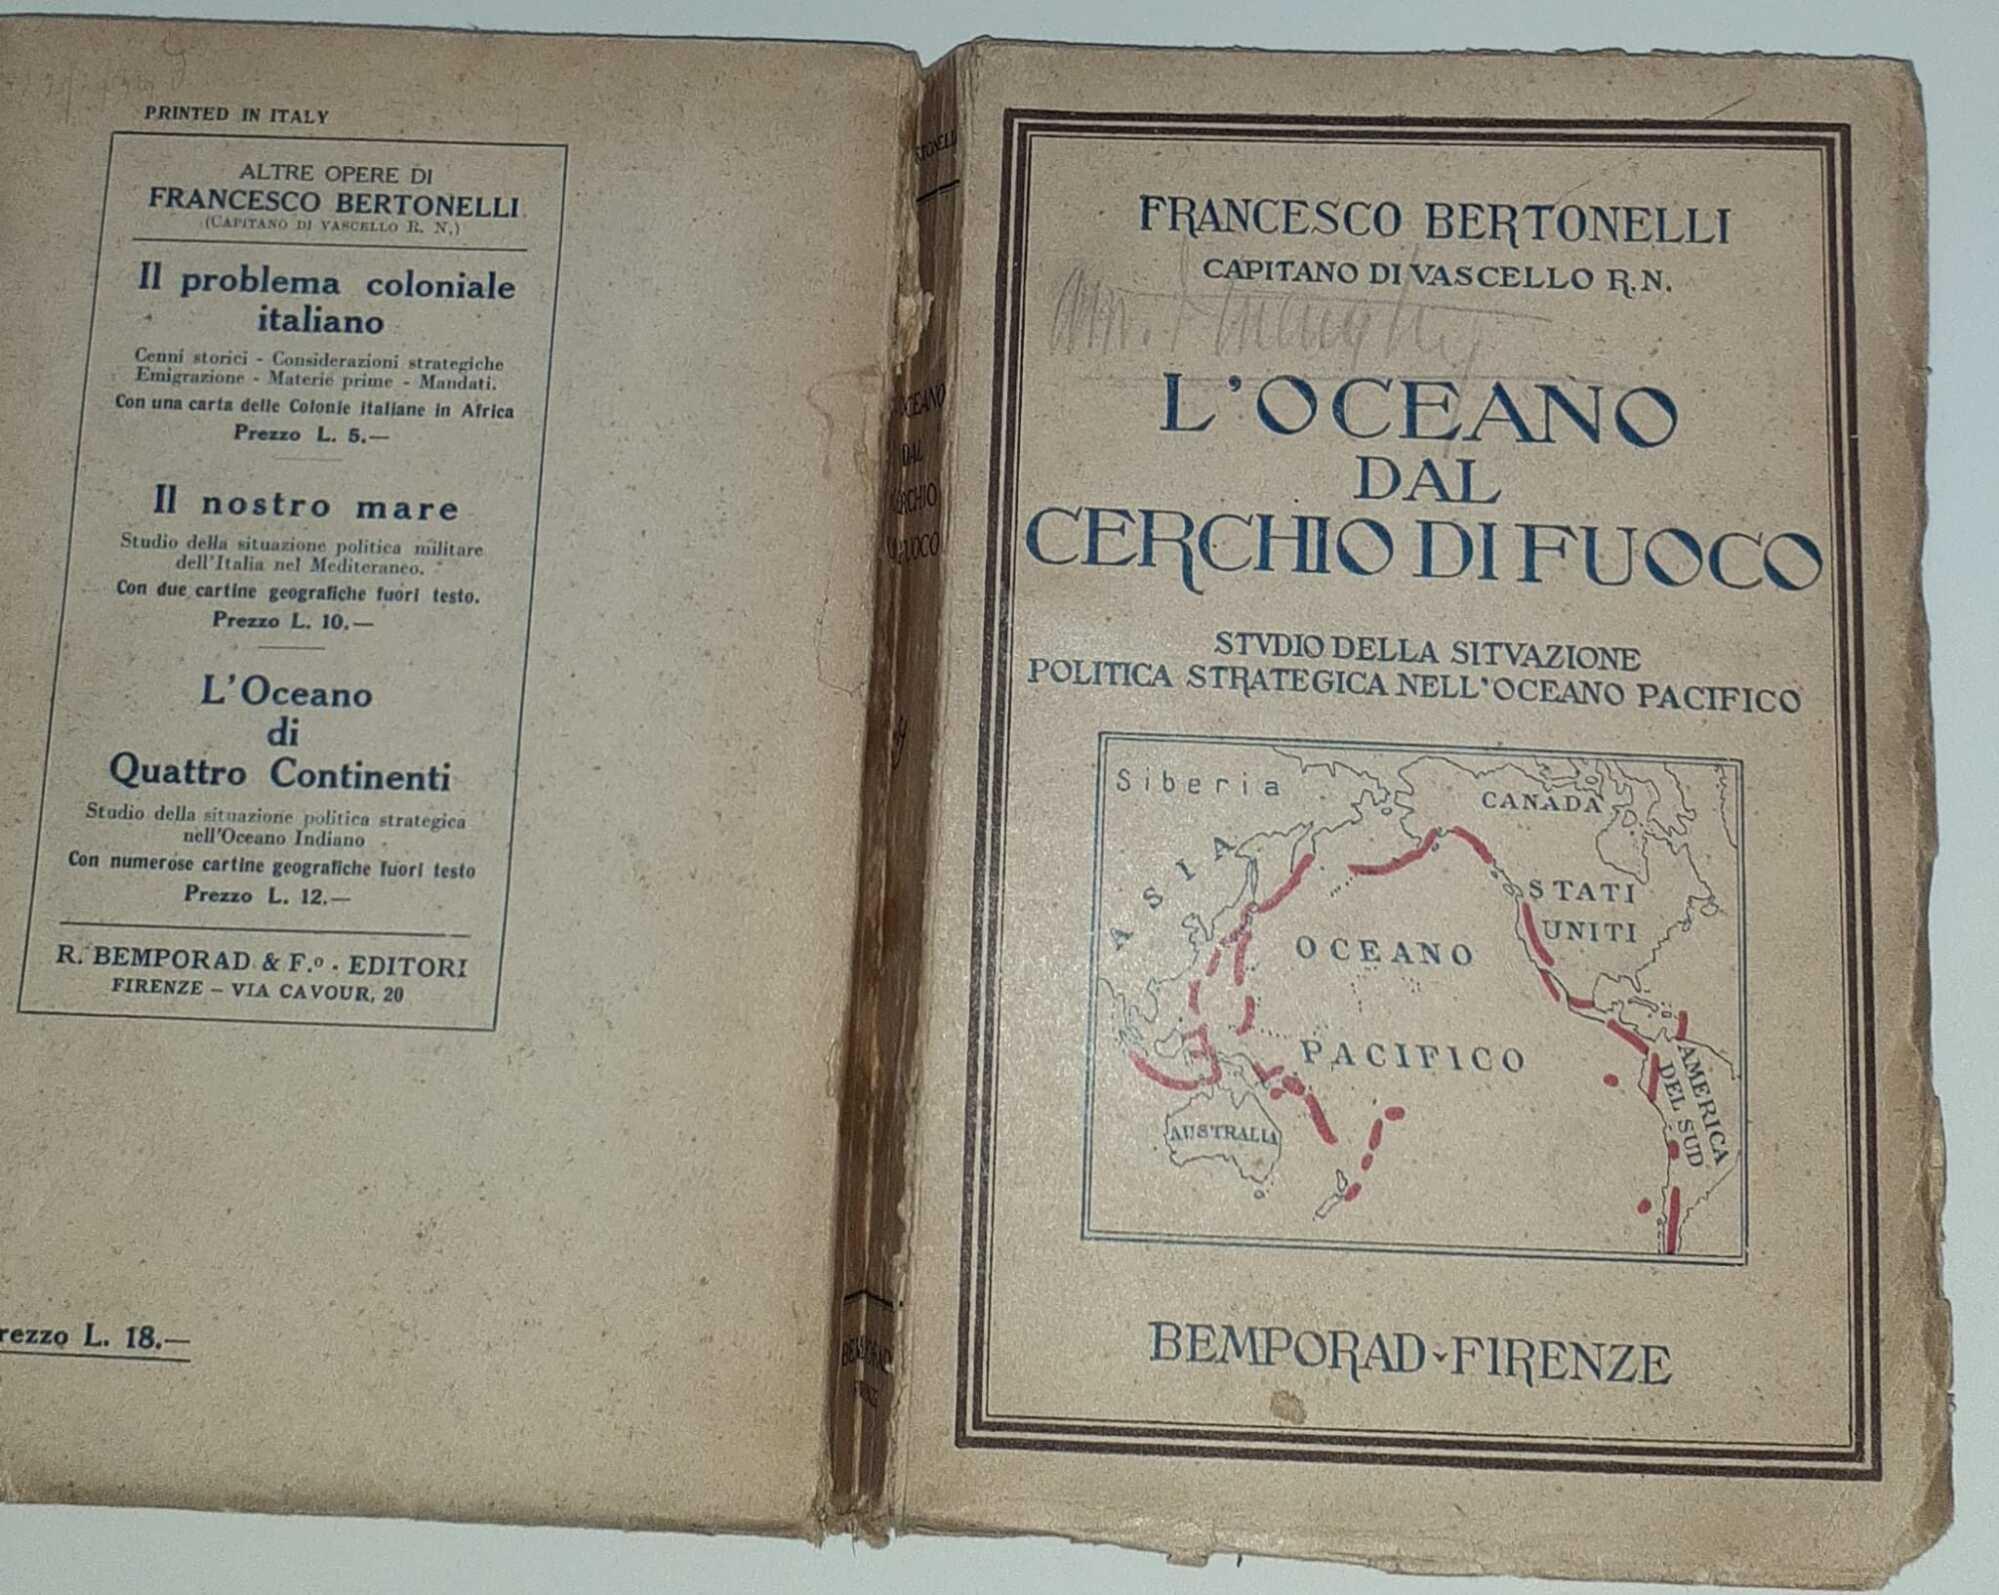 PRINTED IN ITALY
ALTRE OPERE DI
FRANCESCO BERTONELLI
(CAPITANO DI VASCELLO R. N.)
Il problema coloniale
italiano
Cenni storici - Considerazioni strategiche
Emigrazione - Materie prime - Mandati.
Con una carta delle Colonie italiane in Africa
Prezzo L. 5.—
Il nostro mare
Studio della situazione politica militare
dell'Italia nel Mediteraneo.
Con due cartine geografiche fuori testo.
Prezzo L. 10.—
L'Oceano
di
Quattro Continenti
Studio della situazione politica strategica
nell'Oceano Indiano
Con numerose cartine geografiche fuori testo
Prezzo L. 12.—
R. BEMPORAD & F.º - EDITORI
FIRENZE - VIA CAVOUR, 20
rezzo L. 18.—
OCEANO
DAL
FUOCO
FRANCESCO BERTONELLI
CAPITANO DI VASCELLO R.N.
L'OCEANO
DAL
CERCHIO DI FUOCO
STVDIO DELLA SITVAZIONE
POLITICA STRATEGICA NELL'OCEANO PACIFICO
Siberia
CANADA
ASIA
STATI
UNITI
OCEANO
PACIFICO
AMERICA
DEL SUD
AUSTRALIA
BEMPORAD-FIRENZE